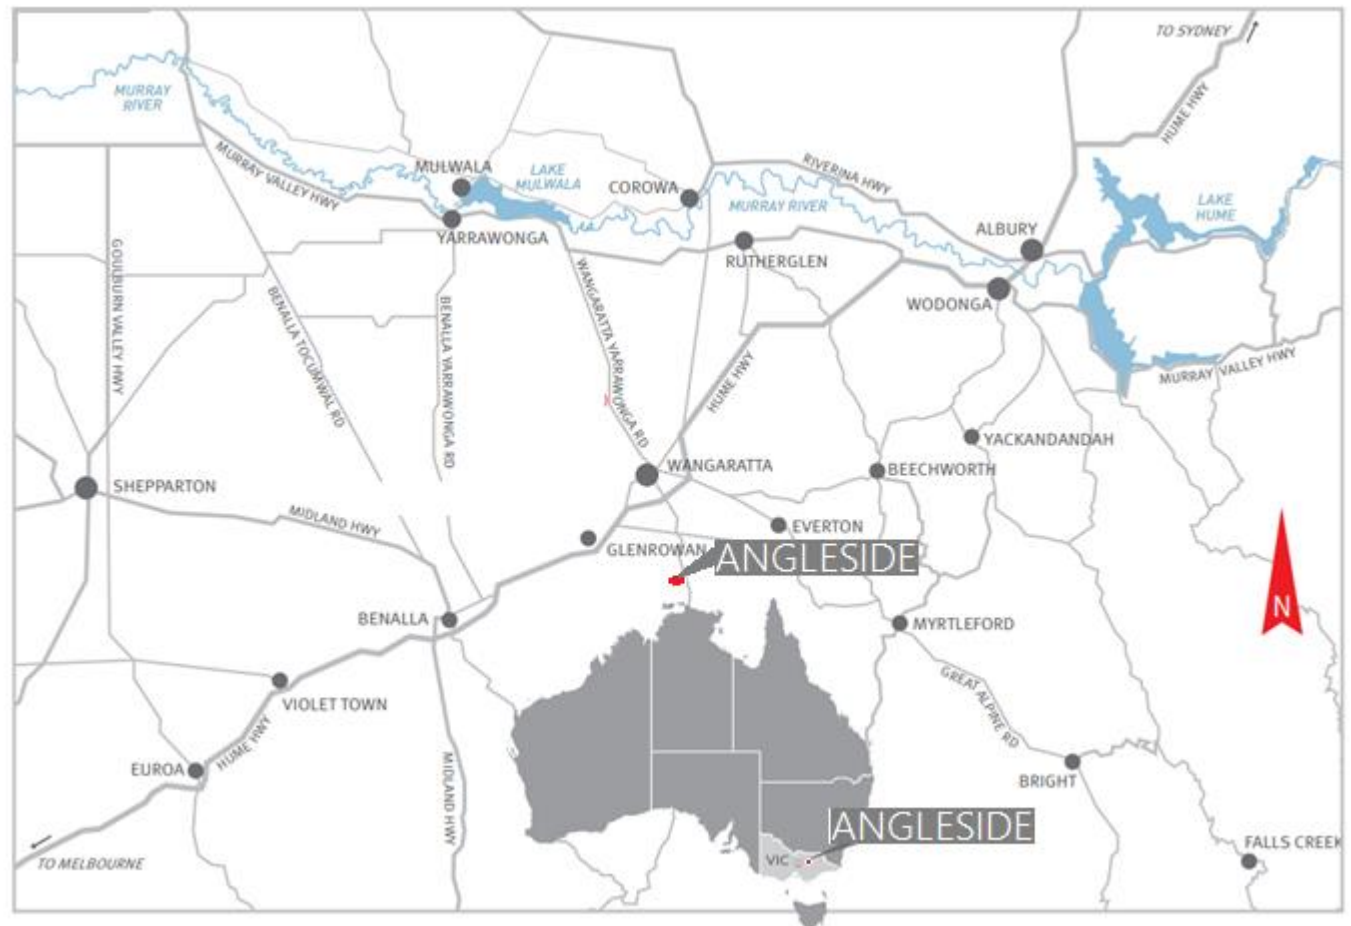 TO SYDNEY
HUME HWY
MURRAY
RIVER
MURRAY VALLEY HWY
MULWALA
LAKE
MULWALA
COROWA
RIVERINA HWY
MURRAY RIVER
LAKE
HUME
ALBURY
YARRAWONGA
RUTHERGLEN
WODONGA
GOULBURN VALLEY HWY
BENALLA TOCUMWAL RD
BENALLA YARRAWONGA RD
WANGARATTA YARRAWONGA RD
HUME HWY
MURRAY VALLEY HWY
YACKANDANDAH
WANGARATTA
BEECHWORTH
SHEPPARTON
MIDLAND HWY
EVERTON
GLENROWAN
ANGLESIDE
N
BENALLA
MYRTLEFORD
VIOLET TOWN
GREAT ALPINE RD
HUME HWY
EUROA
MIDLAND HWY
BRIGHT
ANGLESIDE
FALLS CREEK
VIC
TO MELBOURNE